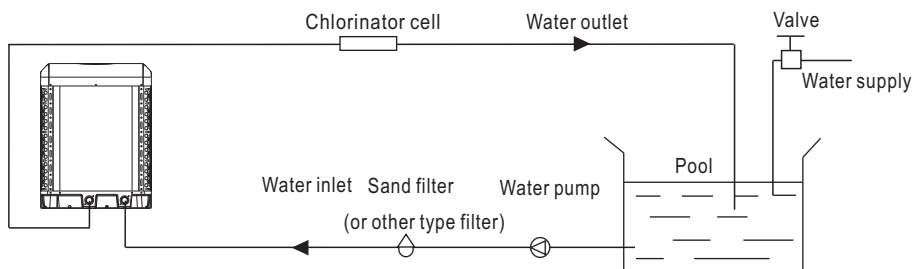 Chlorinator cell
Water outlet
Valve
Water supply
Pool
Water inlet
Sand filter
(or other type filter)
Water pump